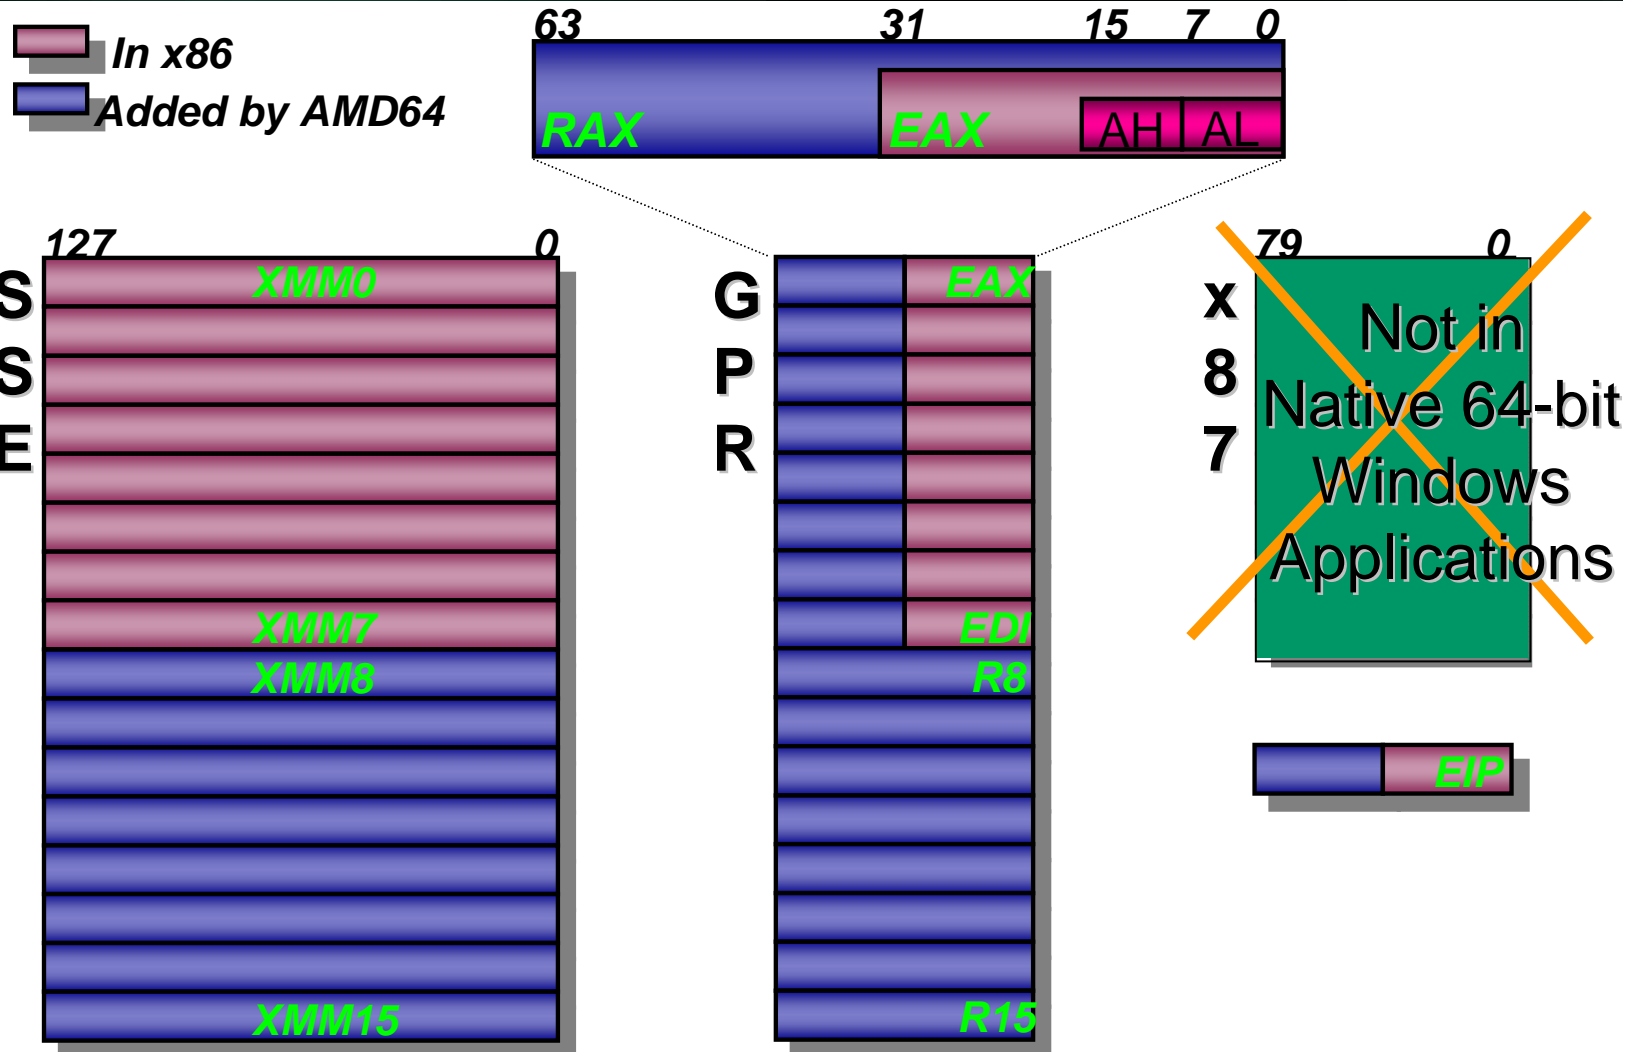 In x86
Added by AMD64
63 31 15 7 0
RAX EAX AH AL
127 0
S
S
E
XMM0
XMM7
XMM8
XMM15
G
P
R
EAX
EDI
R8
R15
79 0
x
8
7
Not in
Native 64-bit
Windows
Applications
EIP